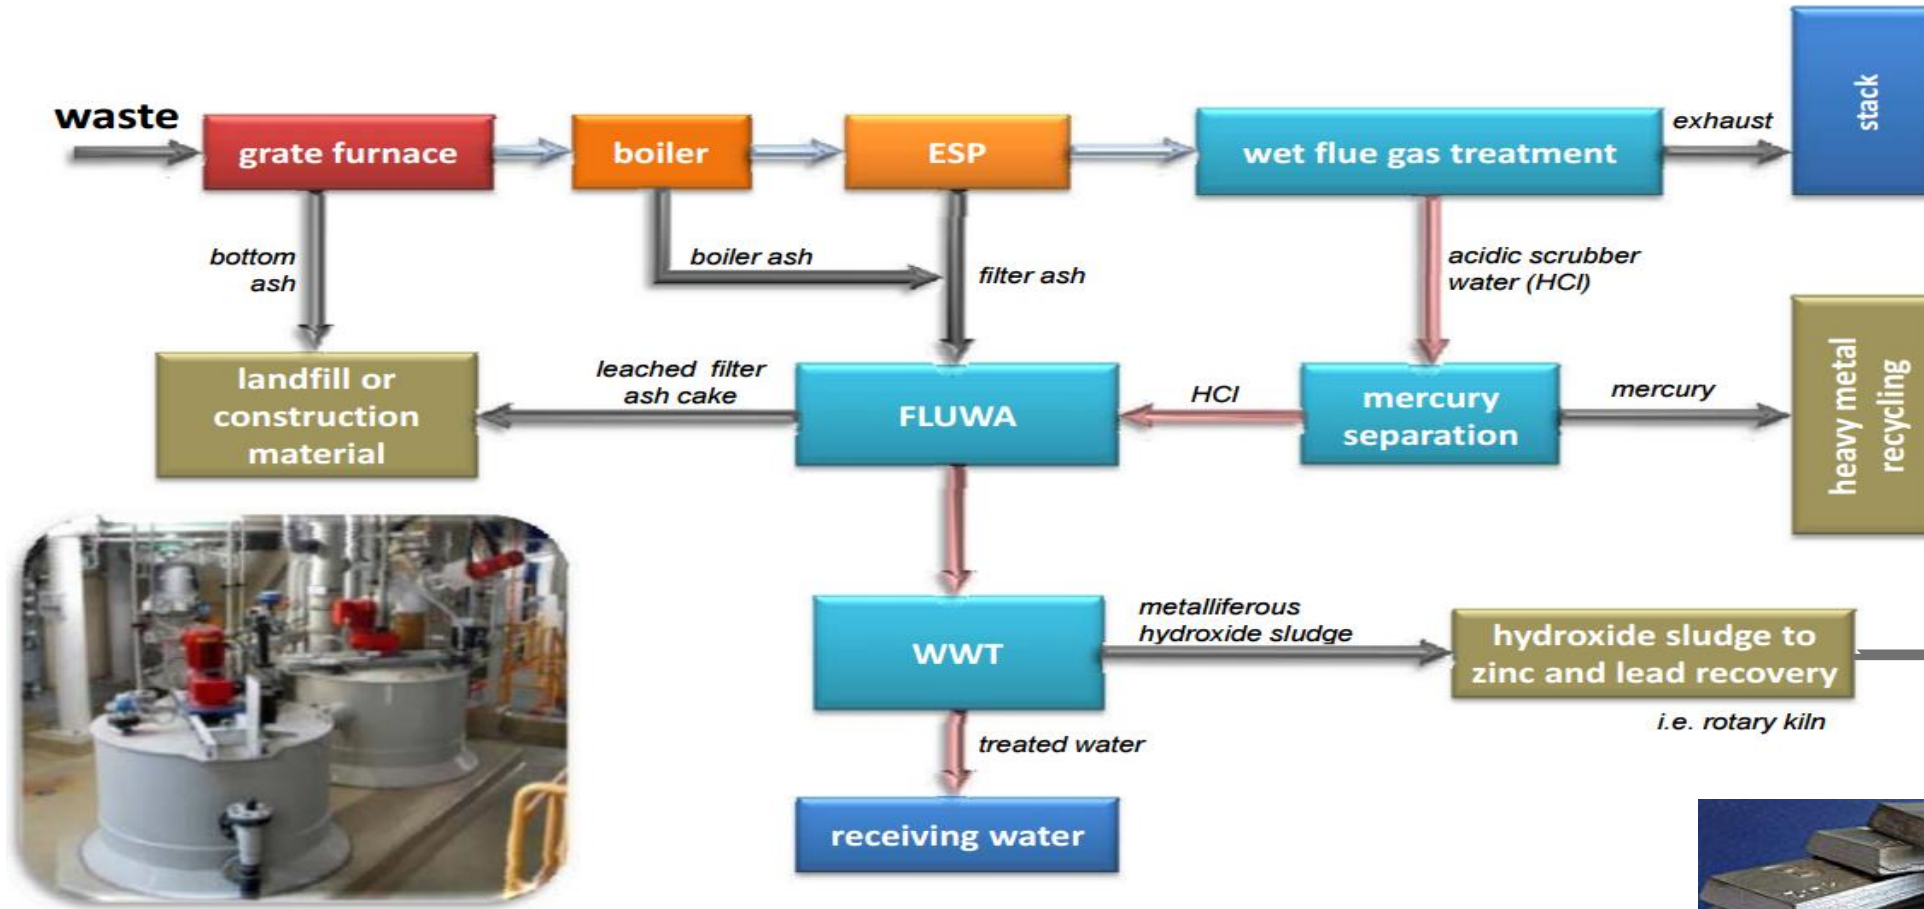 waste
grate furnace
boiler
ESP
wet flue gas treatment
exhaust
stack
bottom
ash
boiler ash
filter ash
acidic scrubber
water (HCl)
landfill or
construction
material
leached filter
ash cake
FLUWA
HCl
mercury
separation
mercury
heavy metal
recycling
WWT
metalliferous
hydroxide sludge
hydroxide sludge to
zinc and lead recovery
i.e. rotary kiln
treated water
receiving water